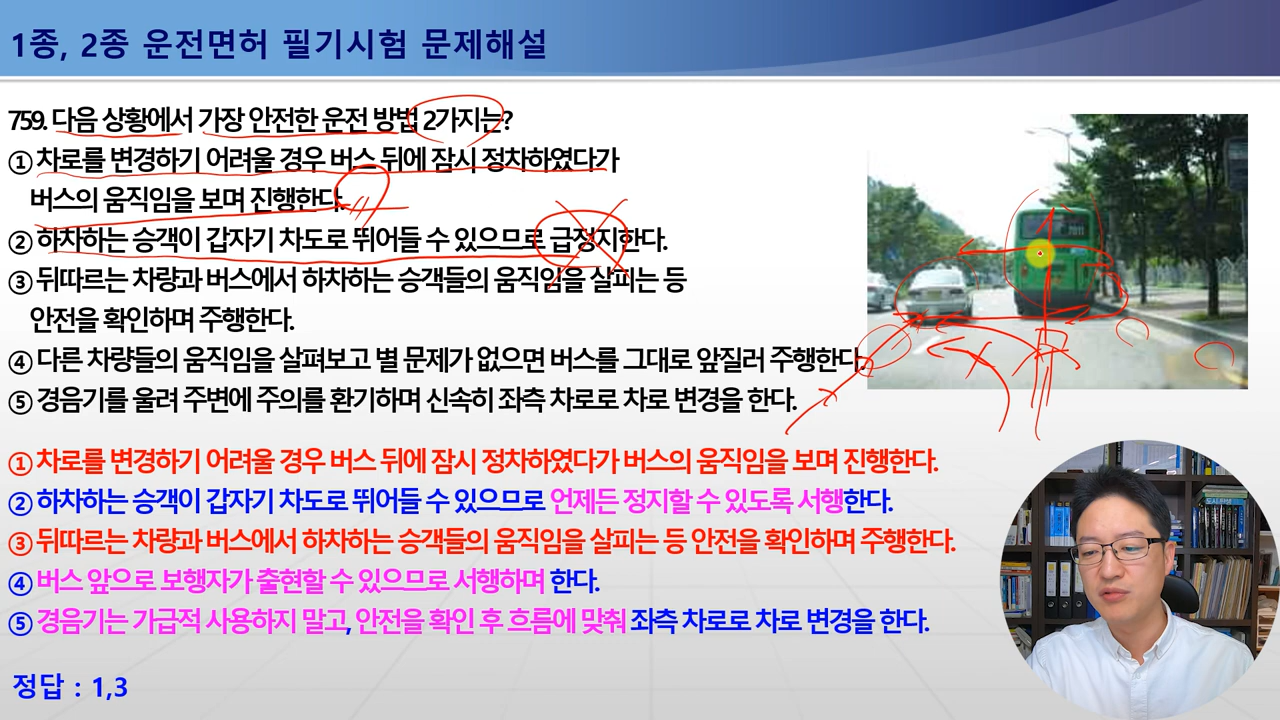 1종, 2종 운전면허 필기시험 문제해설
759. 다음 상황에서 가장 안전한 운전 방법 2가지는?
① 차로를 변경하기 어려울 경우 버스 뒤에 잠시 정차하였다가
버스의 움직임을 보며 진행한다.
② 하차하는 승객이 갑자기 차도로 뛰어들 수 있으므로 급정지한다.
③ 뒤따르는 차량과 버스에서 하차하는 승객들의 움직임을 살피는 등
안전을 확인하며 주행한다.
④ 다른 차량들의 움직임을 살펴보고 별 문제가 없으면 버스를 그대로 앞질러 주행한다.
⑤ 경음기를 울려 주변에 주의를 환기하며 신속히 좌측 차로로 차로 변경을 한다.
① 차로를 변경하기 어려울 경우 버스 뒤에 잠시 정차하였다가 버스의 움직임을 보며 진행한다.
② 하차하는 승객이 갑자기 차도로 뛰어들 수 있으므로 언제든 정지할 수 있도록 서행한다.
③ 뒤따르는 차량과 버스에서 하차하는 승객들의 움직임을 살피는 등 안전을 확인하며 주행한다.
④ 버스 앞으로 보행자가 출현할 수 있으므로 서행하며 한다.
⑤ 경음기는 가급적 사용하지 말고, 안전을 확인 후 흐름에 맞춰 좌측 차로로 차로 변경을 한다.
정답 : 1,3